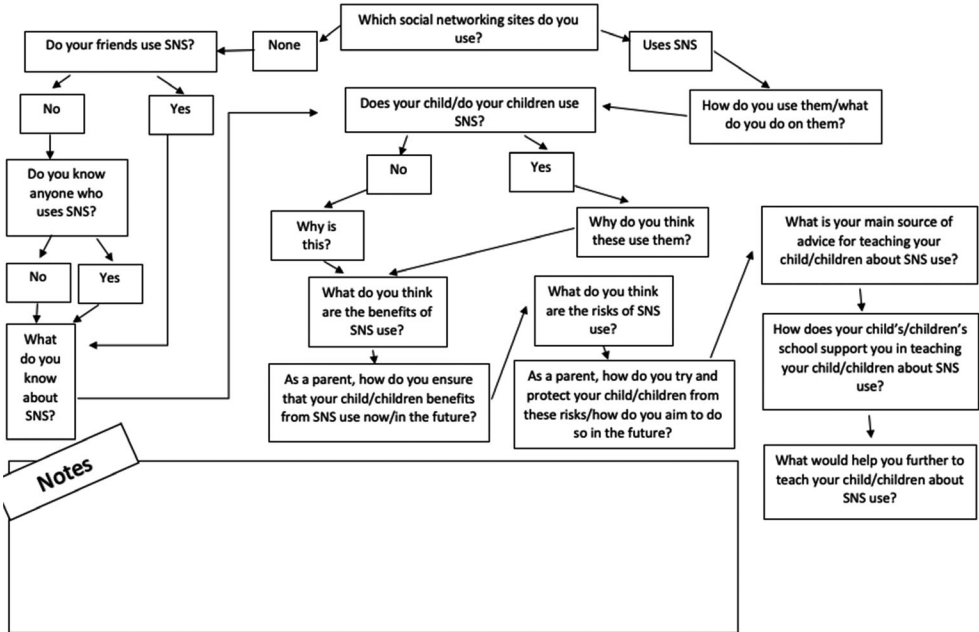 Which social networking sites do you
use?
Do your friends use SNS?
None
Uses SNS
No
Yes
Does your child/do your children use
SNS?
How do you use them/what
do you do on them?
Do you know
anyone who
uses SNS?
No
Yes
Why is
this?
Why do you think
these use them?
What is your main source of
advice for teaching your
child/children about SNS use?
No
Yes
What do you think
are the benefits of
SNS use?
What do you think
are the risks of SNS
use?
What
do you
know
about
SNS?
As a parent, how do you ensure
that your child/children benefits
from SNS use now/in the future?
As a parent, how do you try and
protect your child/children from
these risks/how do you aim to do
so in the future?
How does your child’s/children’s
school support you in teaching
your child/children about SNS
use?
What would help you further to
teach your child/children about
SNS use?
Notes